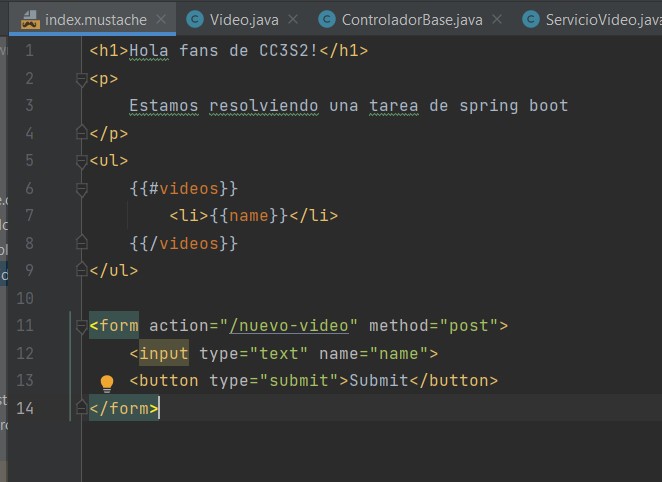 index.mustache Video.java ControladorBase.java ServicioVideo.java
1 <h1>Hola fans de CC3S2!</h1>
2 <p>
3 Estamos resolviendo una tarea de spring boot
4 </p>
5 <ul>
6 {{#videos}}
7 <li>{{name}}</li>
8 {{/videos}}
9 </ul>
10
11 <form action="/nuevo-video" method="post">
12 <input type="text" name="name">
13 <button type="submit">Submit</button>
14 </form>